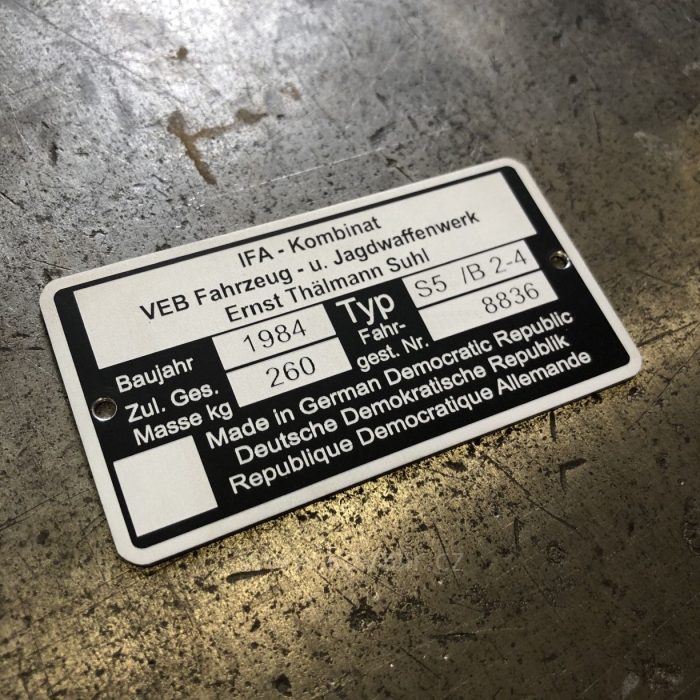 IFA - Kombinat
VEB Fahrzeug - u. Jagdwaffenwerk
Ernst Thälmann Suhl
Baujahr 1984 Typ S5 /B 2-4
Zul. Ges. Masse kg 260 Fahr- gest. Nr. 8836
Made in German Democratic Republic
Deutsche Demokratische Republik
Republique Democratique Allemande